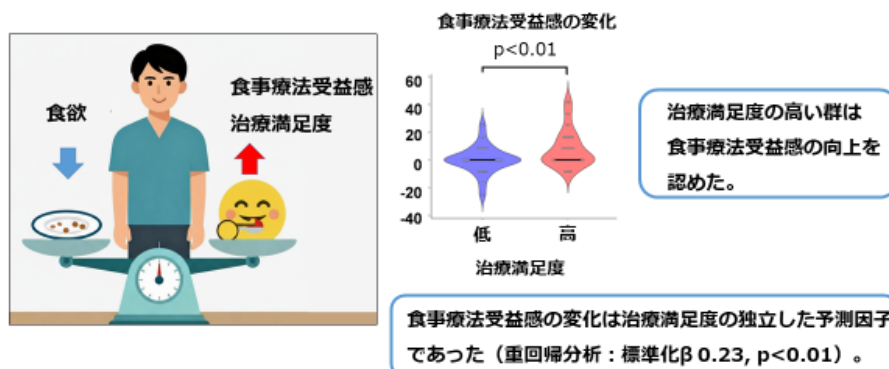 食欲
食事療法受益感
治療満足度
食事療法受益感の変化
p<0.01
60
40
20
0
-20
-40
低
高
治療満足度
治療満足度の高い群は
食事療法受益感の向上を
認めた。
食事療法受益感の変化は治療満足度の独立した予測因子
であった(重回帰分析:標準化β 0.23, p<0.01)。